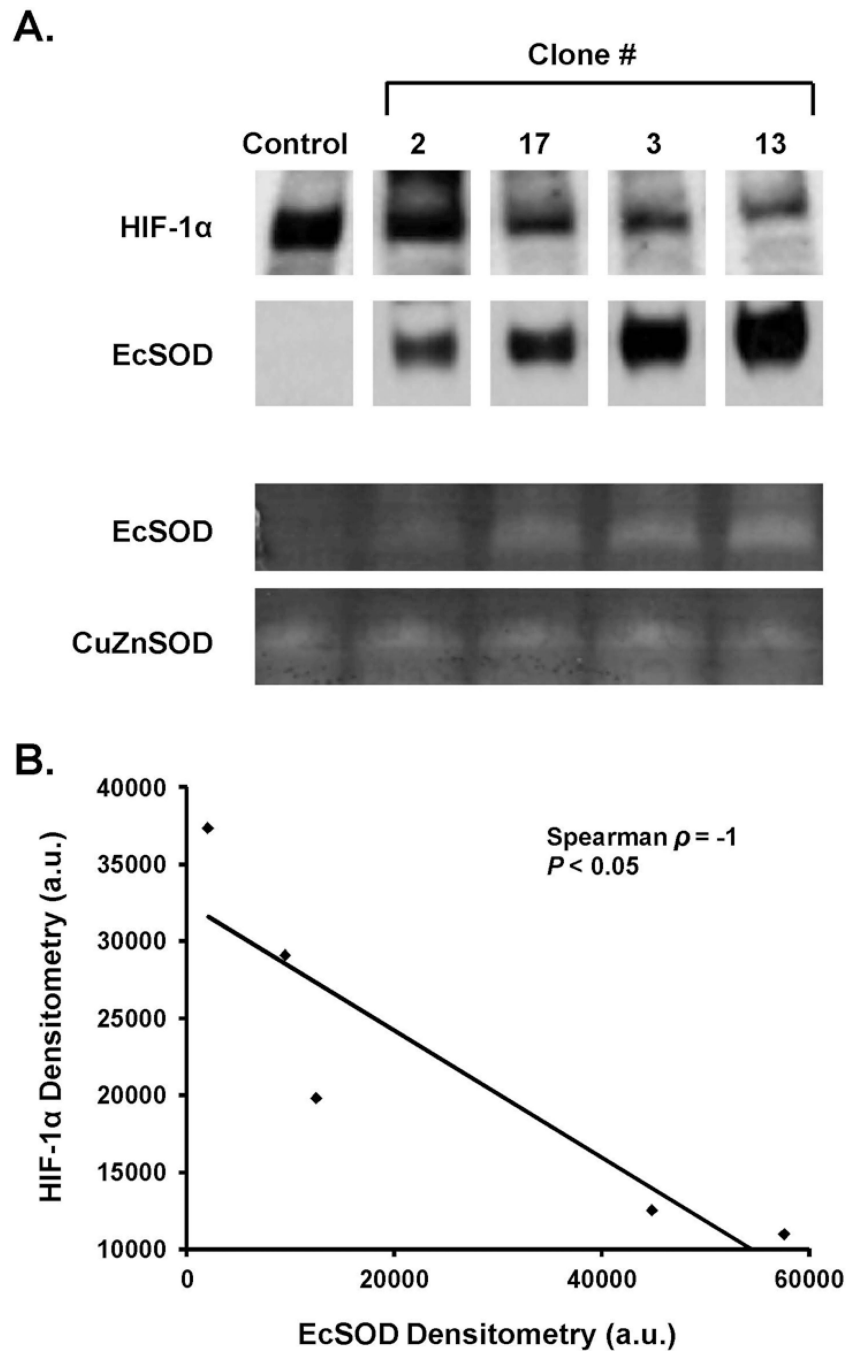 A.
Clone #
Control 2 17 3 13
HIF-1α
EcSOD
EcSOD
CuZnSOD
B.
40000
35000
30000
25000
20000
15000
10000
HIF-1α Densitometry (a.u.)
Spearman ρ = -1
P < 0.05
0 20000 40000 60000
EcSOD Densitometry (a.u.)